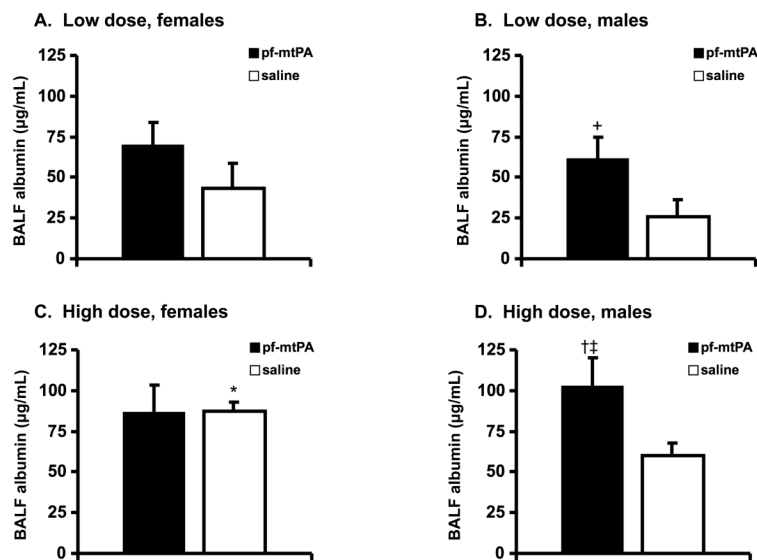 A. Low dose, females
125
100
75
50
25
0
BALF albumin (µg/mL)
pf-mtPA
saline
B. Low dose, males
125
100
75
50
25
0
BALF albumin (µg/mL)
pf-mtPA
saline
+
C. High dose, females
125
100
75
50
25
0
BALF albumin (µg/mL)
pf-mtPA
saline
*
D. High dose, males
125
100
75
50
25
0
BALF albumin (µg/mL)
pf-mtPA
saline
†‡